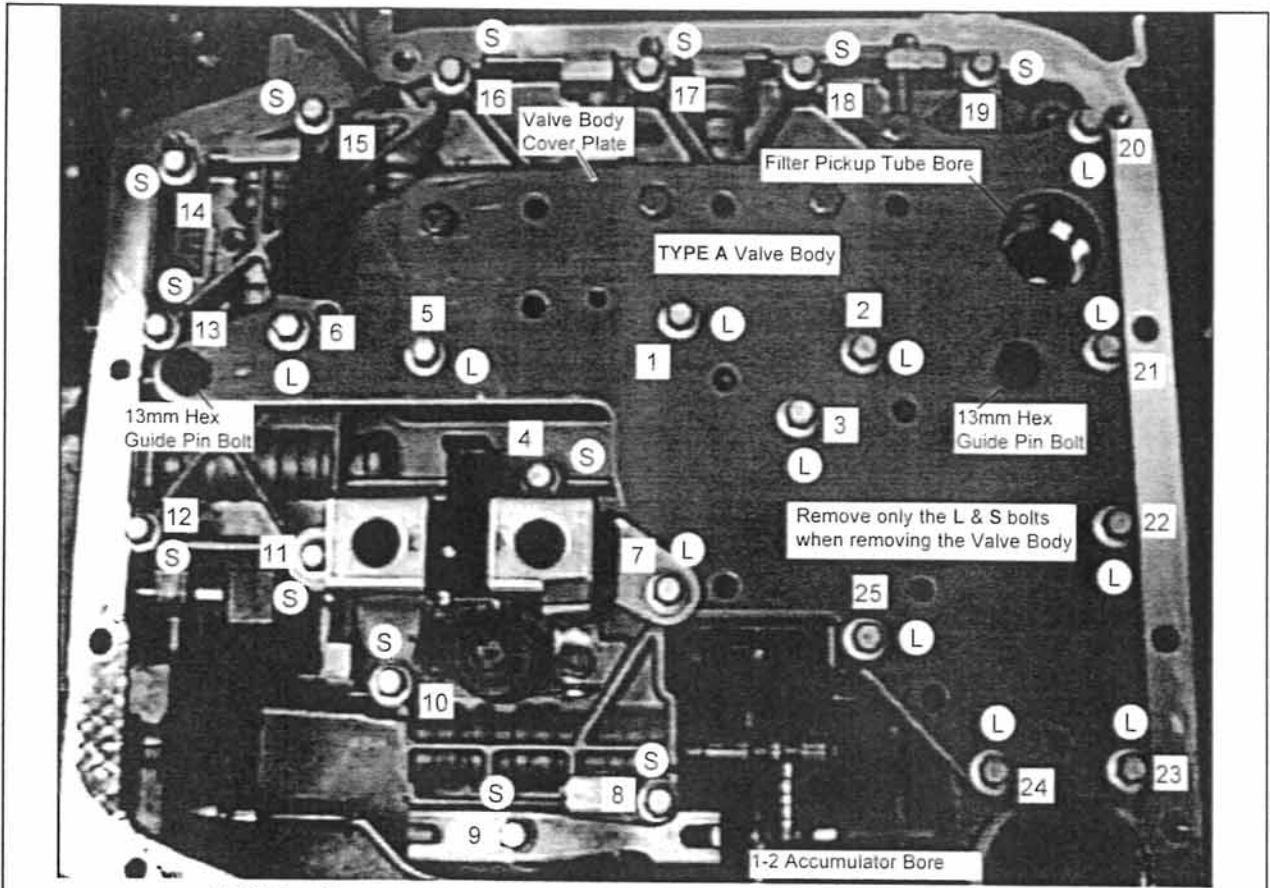 S
S
S
S
S
16
17
18
19
15
Valve Body
Cover Plate
20
L
Filter Pickup Tube Bore
S
14
TYPE A Valve Body
S
13
6
5
L
L
1
L
2
L
L
21
13mm Hex
Guide Pin Bolt
4
S
3
L
13mm Hex
Guide Pin Bolt
12
S
11
S
7
L
Remove only the L & S bolts
when removing the Valve Body
22
L
25
L
S
10
S
S
8
9
L
24
L
23
1-2 Accumulator Bore